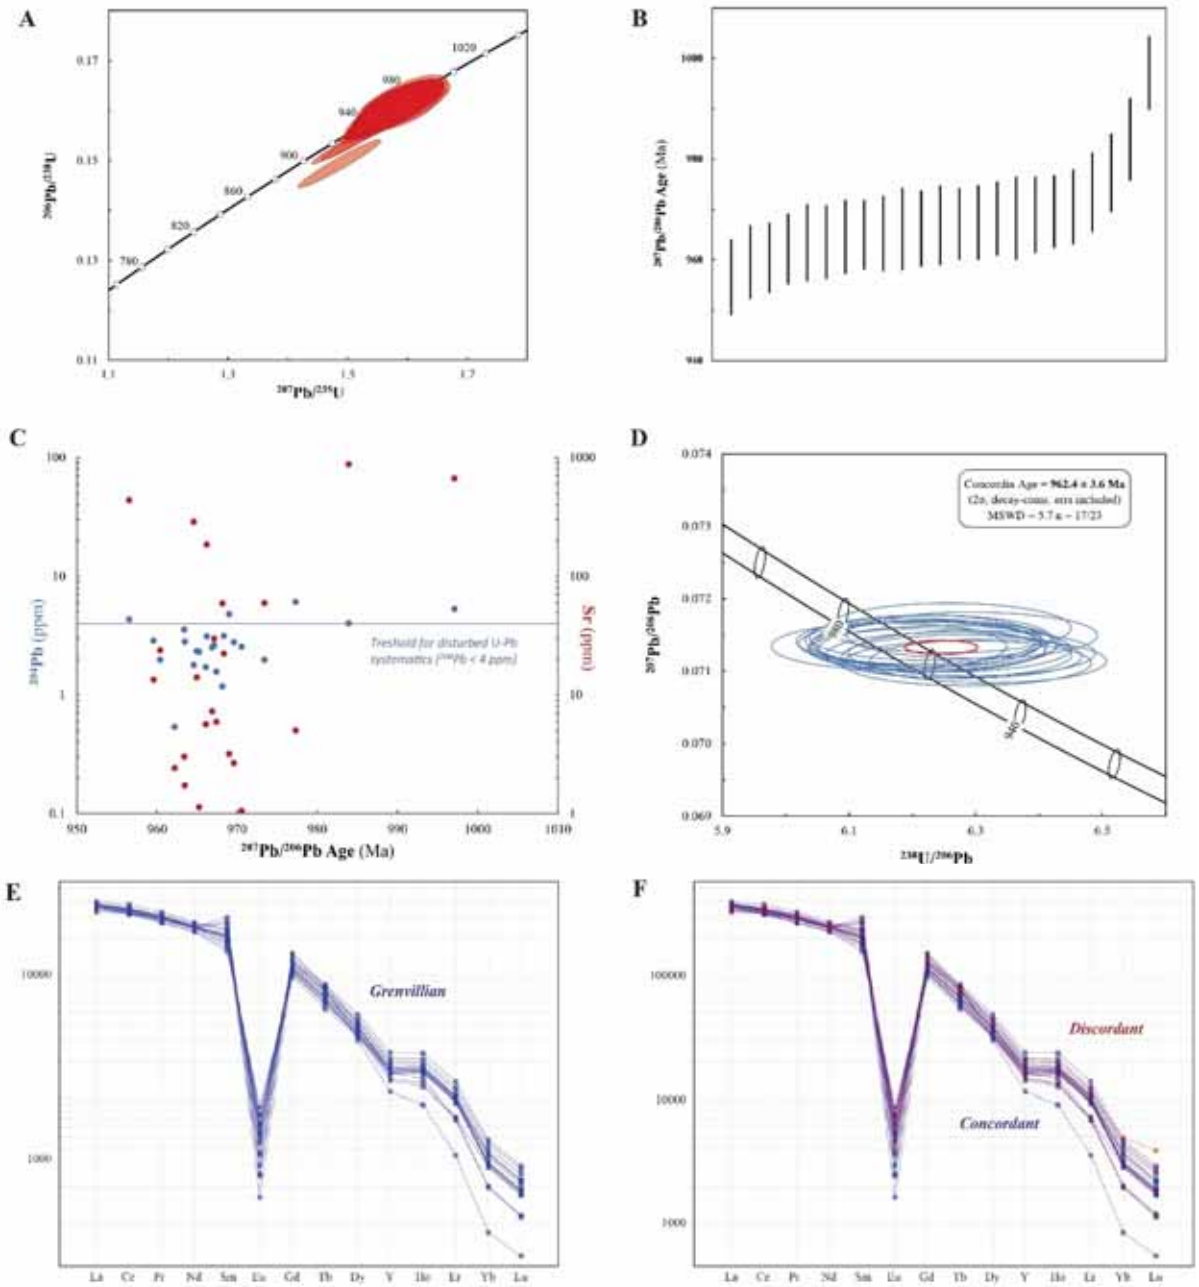 A
0.17
0.15
0.13
0.11
1020
980
940
900
860
820
780
1.1
1.3
1.5
1.7
206Pb/238U
207Pb/235U
B
1000
980
960
940
207Pb/206Pb Age (Ma)
C
100
10
1
0.1
1000
100
10
1
204Pb (ppm)
Sr (ppm)
Treshold for disturbed U-Pb
systematics (204Pb < 4 ppm)
950
960
970
980
990
1000
1010
207Pb/206Pb Age (Ma)
D
0.074
0.073
0.072
0.071
0.070
0.069
Concordia Age = 962.4 ± 3.6 Ma
(2σ, decay-cons. errs included)
MSWD = 5.7 n = 17/23
980
940
5.9
6.1
6.3
6.5
207Pb/206Pb
238U/206Pb
E
10000
1000
Grenvillian
La Ce Pr Nd Sm Eu Gd Tb Dy Y Ho Er Yb Lu
F
100000
10000
1000
Discordant
Concordant
La Ce Pr Nd Sm Eu Gd Tb Dy Y Ho Er Yb Lu